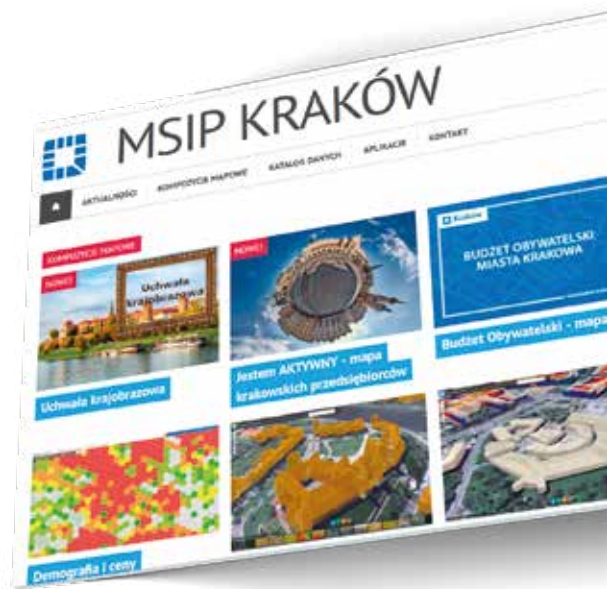 MSIP KRAKÓW
AKTUALNOŚCI KOMPOZYCJE MAPOWE KATALOG DANYCH APLIKACJE KONTAKT
KOMPOZYCJE MAPOWE
NOWE!
Uchwała
krajobrazowa
Uchwała krajobrazowa
NOWE!
Jestem AKTYWNY - mapa
krakowskich przedsiębiorców
Kraków
BUDŻET OBYWATELSKI
MIASTA KRAKOWA
Budżet Obywatelski - mapa
Demografia i ceny